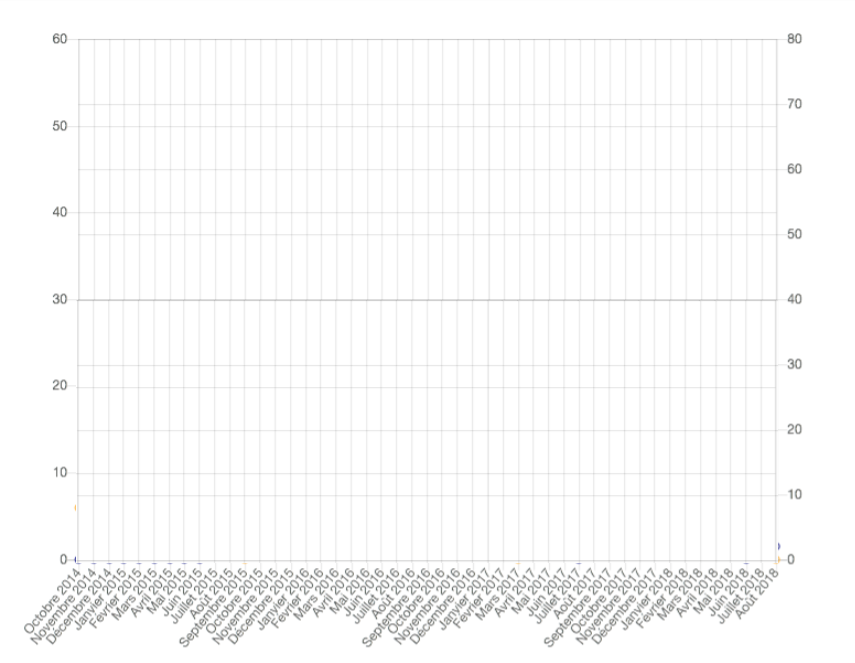 60
50
40
30
20
10
0
80
70
60
50
40
30
20
10
0
Octobre 2014
Novembre 2014
Décembre 2014
Janvier 2015
Février 2015
Mars 2015
Avril 2015
Mai 2015
Juin 2015
Juillet 2015
Août 2015
Septembre 2015
Octobre 2015
Novembre 2015
Décembre 2015
Janvier 2016
Février 2016
Mars 2016
Avril 2016
Mai 2016
Juin 2016
Juillet 2016
Août 2016
Septembre 2016
Octobre 2016
Novembre 2016
Décembre 2016
Janvier 2017
Février 2017
Mars 2017
Avril 2017
Mai 2017
Juin 2017
Juillet 2017
Août 2017
Septembre 2017
Octobre 2017
Novembre 2017
Décembre 2017
Janvier 2018
Février 2018
Mars 2018
Avril 2018
Mai 2018
Juin 2018
Juillet 2018
Août 2018